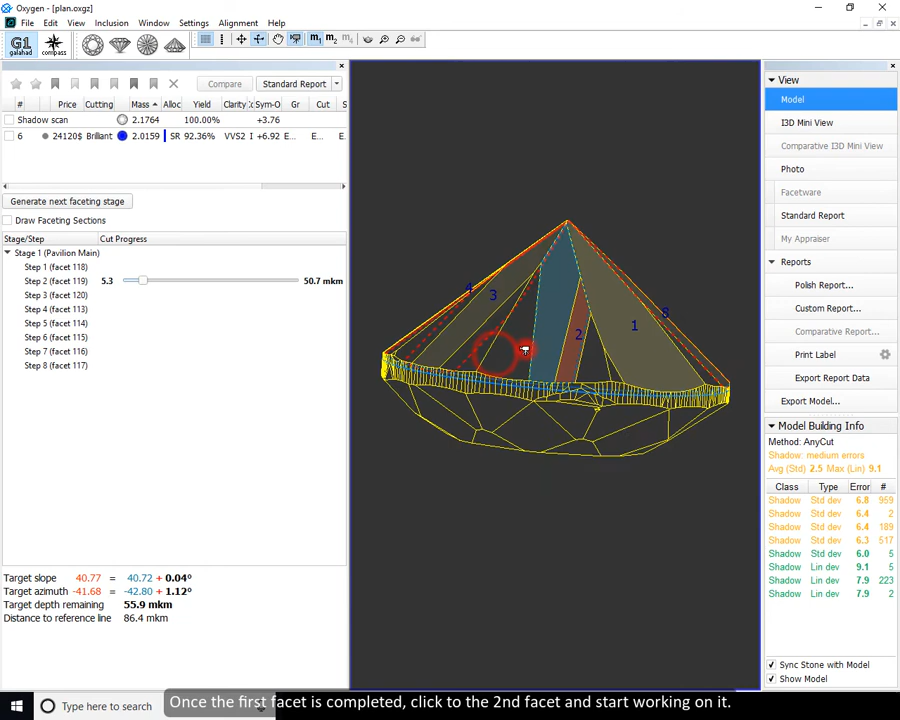 Oxygen - [plan.oxgz]
File Edit View Inclusion Window Settings Alignment Help
G1 galahad compass m1 m2
Compare Standard Report
# Price Cutting Mass Alloc Yield Clarity Sym-O Gr Cut S
Shadow scan 2.1764 100.00% +3.76
6 24120$ Brilliant 2.0159 SR 92.36% VVS2 I +6.92 E... E... E...
Generate next faceting stage
Draw Faceting Sections
Stage/Step Cut Progress
Stage 1 (Pavilion Main)
Step 1 (facet 118)
Step 2 (facet 119) 5.3 50.7 mkm
Step 3 (facet 120)
Step 4 (facet 113)
Step 5 (facet 114)
Step 6 (facet 115)
Step 7 (facet 116)
Step 8 (facet 117)
Target slope 40.77 = 40.72 + 0.04°
Target azimuth -41.68 = -42.80 + 1.12°
Target depth remaining 55.9 mkm
Distance to reference line 86.4 mkm
4
3
2
1
8
View
Model
I3D Mini View
Comparative I3D Mini View
Photo
Facetware
Standard Report
My Appraiser
Reports
Polish Report...
Custom Report...
Comparative Report...
Print Label
Export Report Data
Export Model...
Model Building Info
Method: AnyCut
Shadow: medium errors
Avg (Std) 2.5 Max (Lin) 9.1
Class Type Error #
Shadow Std dev 6.8 959
Shadow Std dev 6.4 2
Shadow Std dev 6.4 189
Shadow Std dev 6.3 517
Shadow Std dev 6.0 5
Shadow Lin dev 9.1 5
Shadow Lin dev 7.9 223
Shadow Lin dev 7.9 2
Sync Stone with Model
Show Model
Type here to search
Once the first facet is completed, click to the 2nd facet and start working on it.